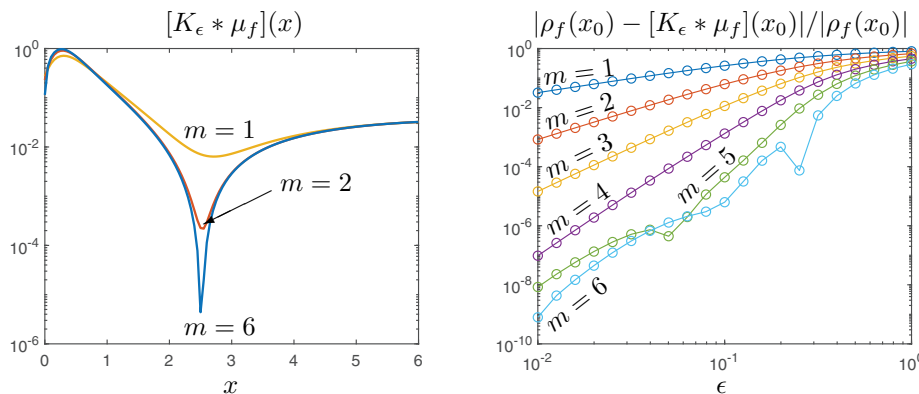 [K_ϵ ∗ μ_f](x)
10^0
10^-2
10^-4
10^-6
m = 1
m = 2
m = 6
0 1 2 3 4 5 6
x
|ρ_f(x_0) − [K_ϵ ∗ μ_f](x_0)|/|ρ_f(x_0)|
10^0
10^-2
10^-4
10^-6
10^-8
10^-10
m = 1
m = 2
m = 3
m = 4
m = 5
m = 6
10^-2 10^-1 10^0
ϵ